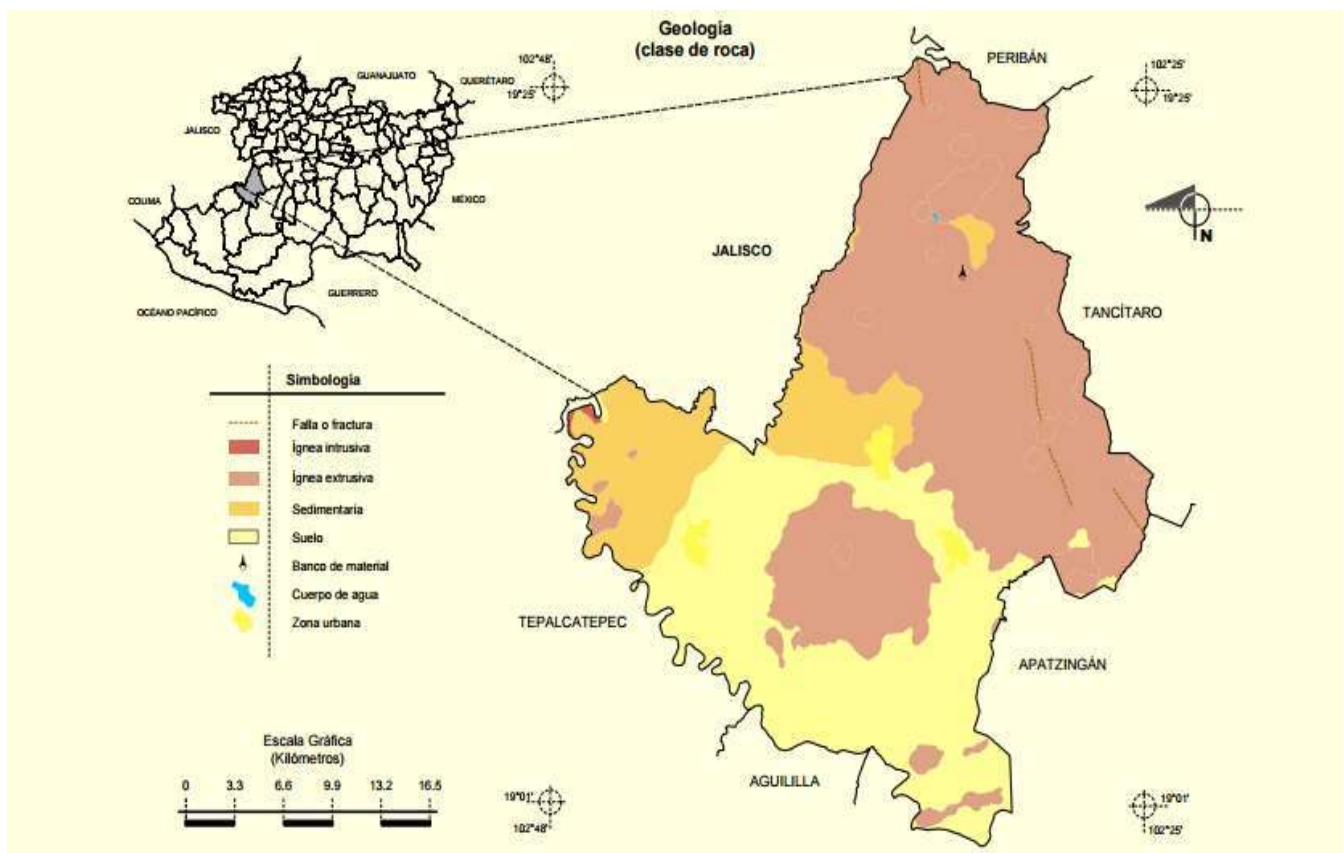 Geología
(clase de roca)
102°48'
19°25'
102°25'
19°25'
PERIBÁN
GUANAJUATO
QUERÉTARO
JALISCO
COLIMA
MÉXICO
GUERRERO
OCÉANO PACÍFICO
JALISCO
N
TANCÍTARO
Simbología
Falla o fractura
Ígnea intrusiva
Ígnea extrusiva
Sedimentaria
Suelo
Banco de material
Cuerpo de agua
Zona urbana
TEPALCATEPEC
APATZINGÁN
AGUILILLA
Escala Gráfica
(Kilómetros)
0 3.3 6.6 9.9 13.2 16.5
19°01'
102°48'
19°01'
102°25'